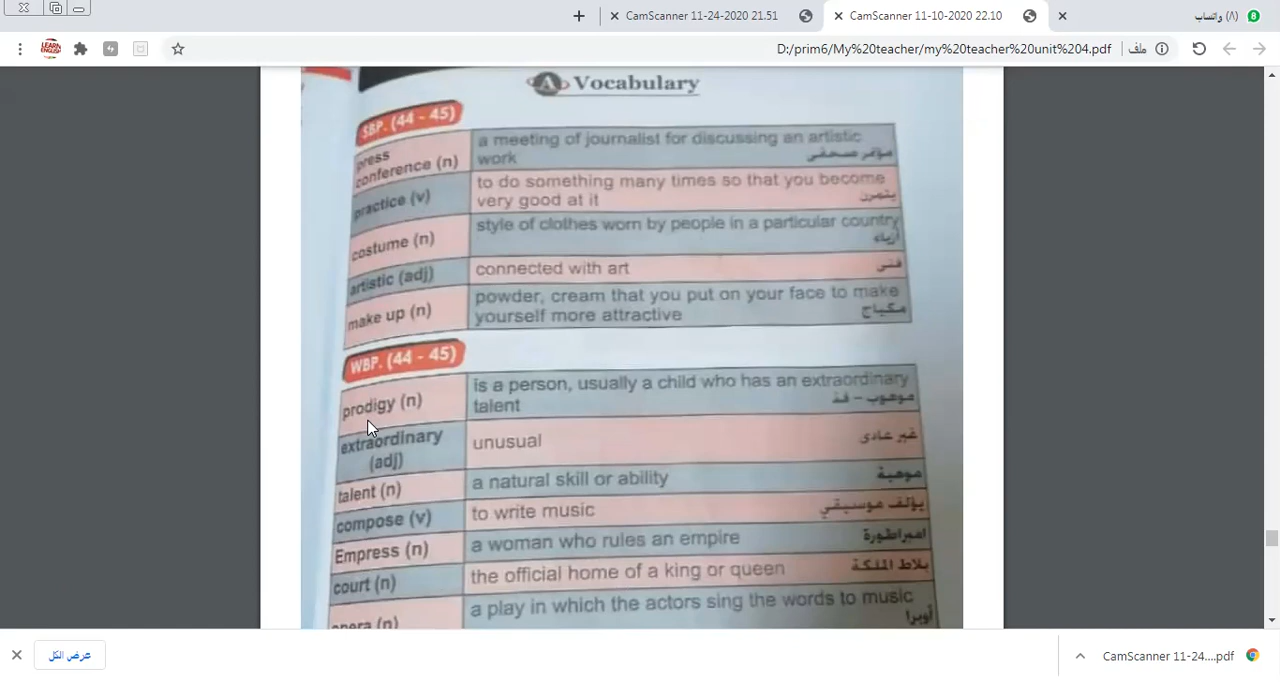 CamScanner 11-24-2020 21.51
CamScanner 11-10-2020 22.10
(٨) واتساب
8
LEARN ENGLISH
D:/prim6/My%20teacher/my%20teacher%20unit%204.pdf
ملف
A Vocabulary
SBP. (44 - 45)
press
conference (n)
a meeting of journalist for discussing an artistic
work
مؤتمر صحفى
practice (v)
to do something many times so that you become
very good at it
يتمرن
costume (n)
style of clothes worn by people in a particular country
أزياء
artistic (adj)
connected with art
فنى
make up (n)
powder, cream that you put on your face to make
yourself more attractive
مكياج
WBP. (44 - 45)
prodigy (n)
is a person, usually a child who has an extraordinary
talent
موهوب - فذ
extraordinary
(adj)
unusual
غير عادى
talent (n)
a natural skill or ability
موهبة
compose (v)
to write music
يؤلف موسيقي
Empress (n)
a woman who rules an empire
امبراطورة
court (n)
the official home of a king or queen
بلاط الملكة
opera (n)
a play in which the actors sing the words to music
أوبرا
عرض الكل
CamScanner 11-24....pdf